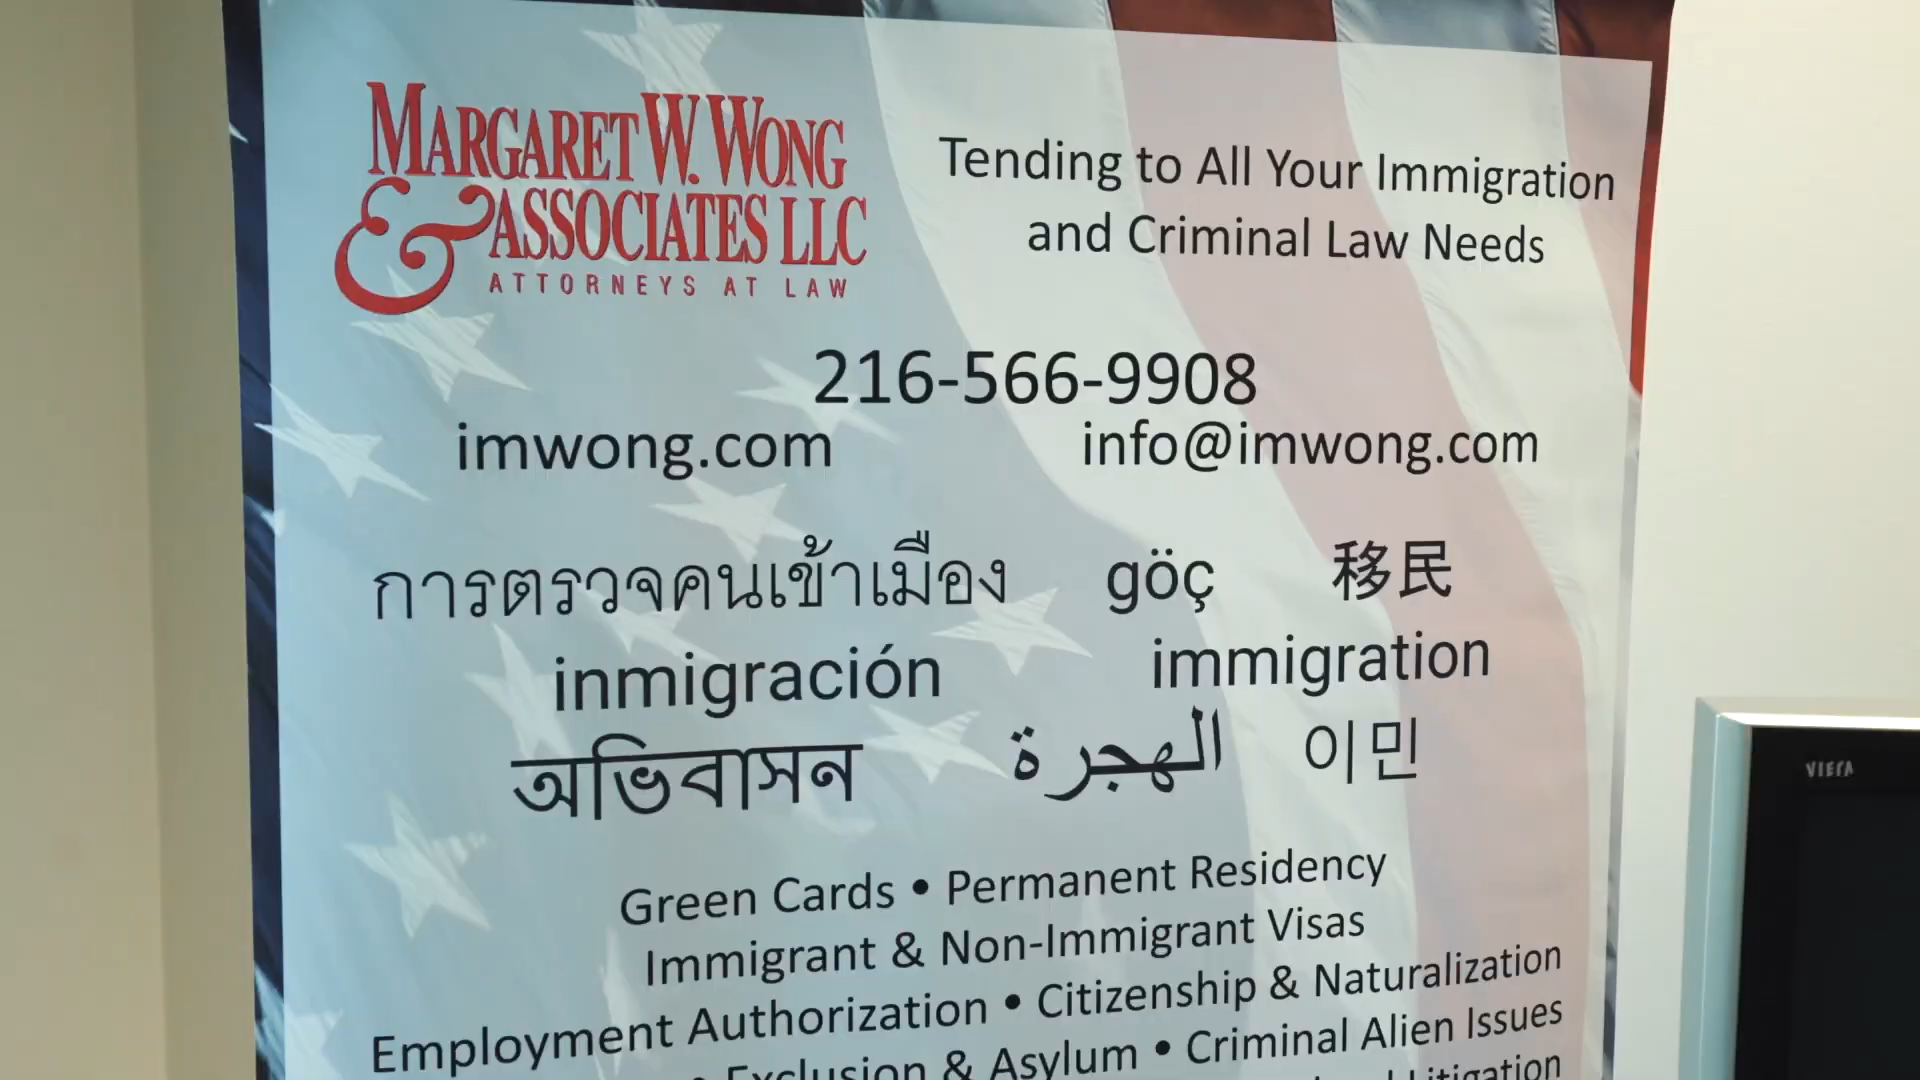 MARGARET W. WONG
& ASSOCIATES LLC
ATTORNEYS AT LAW
Tending to All Your Immigration
and Criminal Law Needs
216-566-9908
imwong.com info@imwong.com
การตรวจคนเข้าเมือง göç 移民
inmigración immigration
অভিবাসন الهجرة 이민
Green Cards • Permanent Residency
Immigrant & Non-Immigrant Visas
Employment Authorization • Citizenship & Naturalization
• Exclusion & Asylum • Criminal Alien Issues
Litigation
VIERA